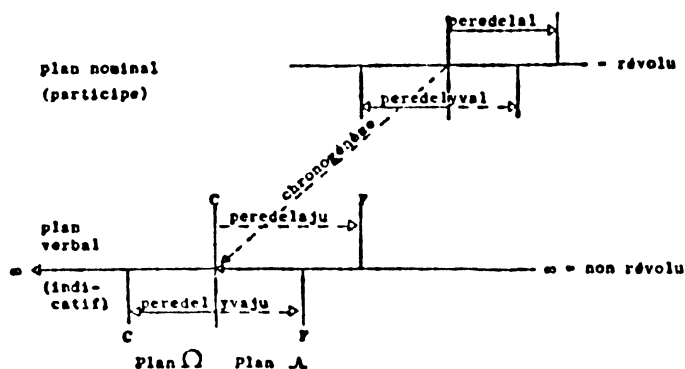 peredelal
plan nominal
(participe)
= révolu
peredelyval
chronogénèse
C F
plan
verbal
peredelaju
∞
∞ = non révolu
(indi-
catif)
peredelyvaju
C F
Plan Ω Plan A